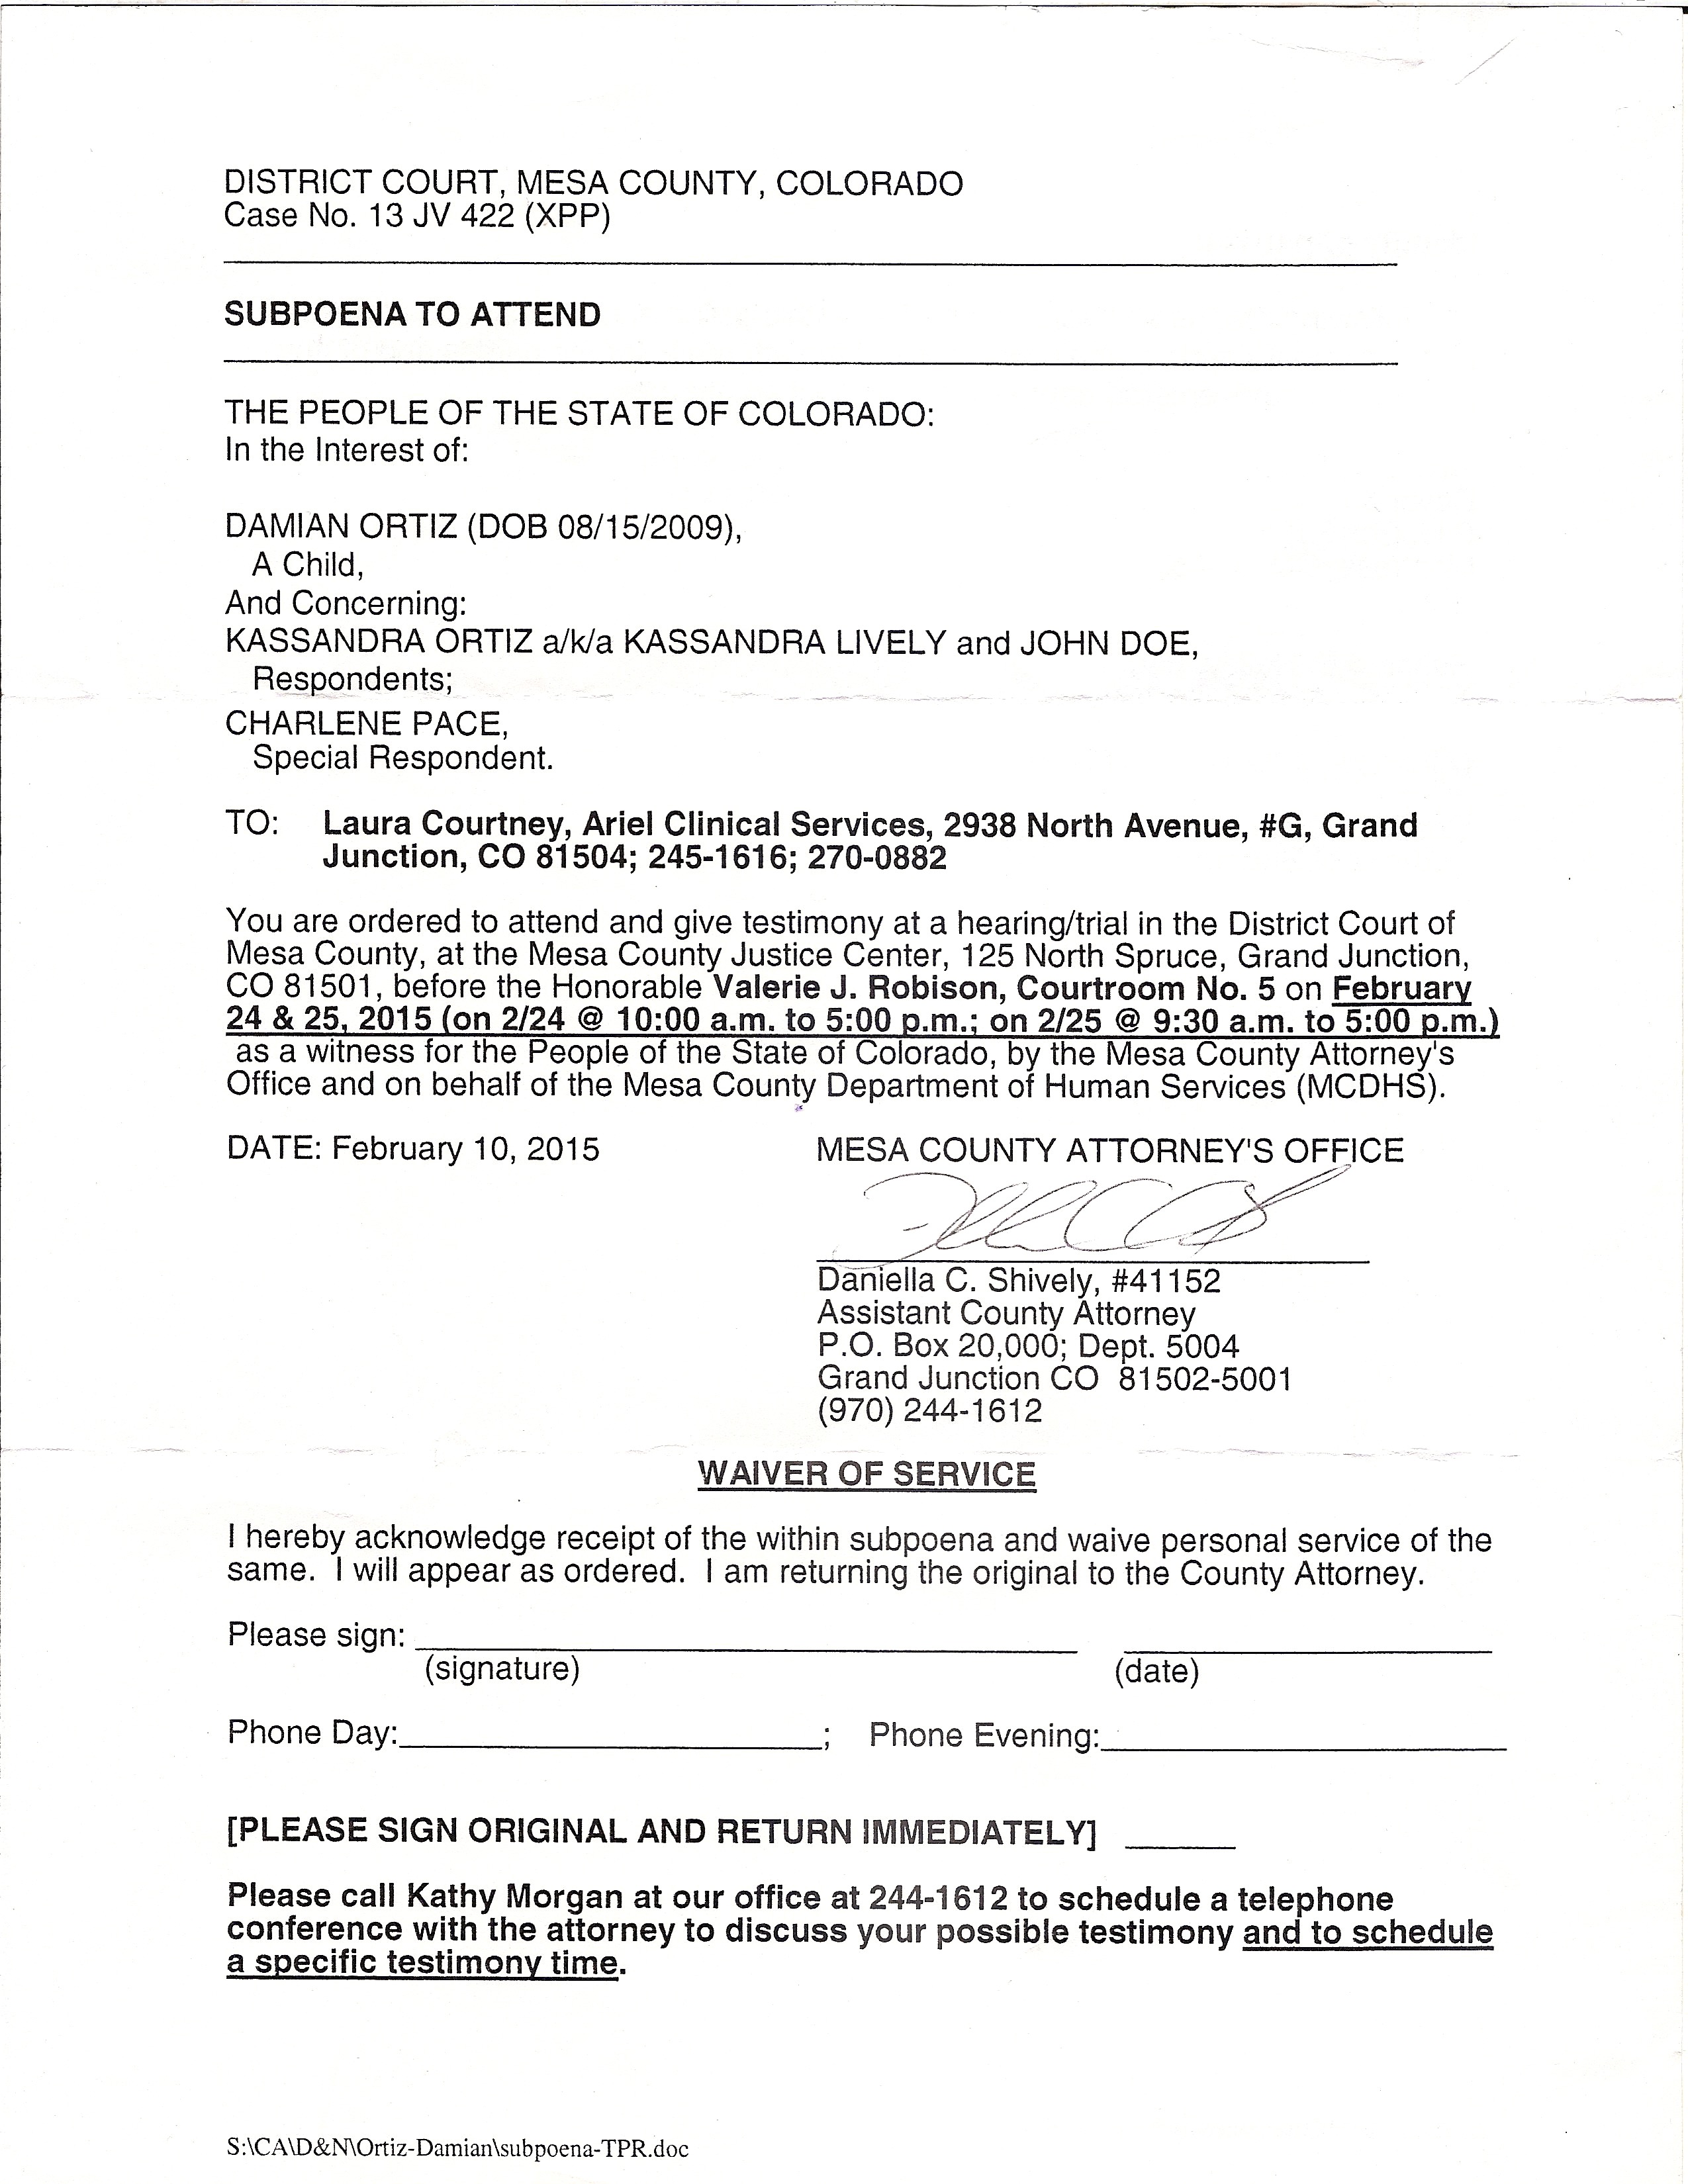 DISTRICT COURT, MESA COUNTY, COLORADO
Case No. 13 JV 422 (XPP)
SUBPOENA TO ATTEND
THE PEOPLE OF THE STATE OF COLORADO:
In the Interest of:
DAMIAN ORTIZ (DOB 08/15/2009),
A Child,
And Concerning:
KASSANDRA ORTIZ a/k/a KASSANDRA LIVELY and JOHN DOE,
Respondents;
CHARLENE PACE,
Special Respondent.
TO: Laura Courtney, Ariel Clinical Services, 2938 North Avenue, #G, Grand
Junction, CO 81504; 245-1616; 270-0882
You are ordered to attend and give testimony at a hearing/trial in the District Court of
Mesa County, at the Mesa County Justice Center, 125 North Spruce, Grand Junction,
CO 81501, before the Honorable Valerie J. Robison, Courtroom No. 5 on February
24 & 25, 2015 (on 2/24 @ 10:00 a.m. to 5:00 p.m.; on 2/25 @ 9:30 a.m. to 5:00 p.m.)
as a witness for the People of the State of Colorado, by the Mesa County Attorney's
Office and on behalf of the Mesa County Department of Human Services (MCDHS).
DATE: February 10, 2015 MESA COUNTY ATTORNEY'S OFFICE
Daniella C. Shively, #41152
Assistant County Attorney
P.O. Box 20,000; Dept. 5004
Grand Junction CO 81502-5001
(970) 244-1612
WAIVER OF SERVICE
I hereby acknowledge receipt of the within subpoena and waive personal service of the
same. I will appear as ordered. I am returning the original to the County Attorney.
Please sign:
(signature) (date)
Phone Day: ; Phone Evening:
[PLEASE SIGN ORIGINAL AND RETURN IMMEDIATELY]
Please call Kathy Morgan at our office at 244-1612 to schedule a telephone
conference with the attorney to discuss your possible testimony and to schedule
a specific testimony time.
S:\CA\D&N\Ortiz-Damian\subpoena-TPR.doc